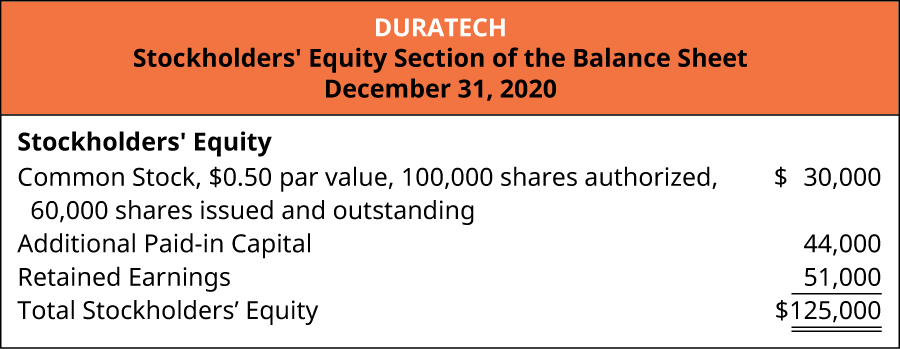 DURATECH
Stockholders' Equity Section of the Balance Sheet
December 31, 2020
Stockholders' Equity
Common Stock, $0.50 par value, 100,000 shares authorized, $ 30,000
60,000 shares issued and outstanding
Additional Paid-in Capital 44,000
Retained Earnings 51,000
Total Stockholders’ Equity $125,000